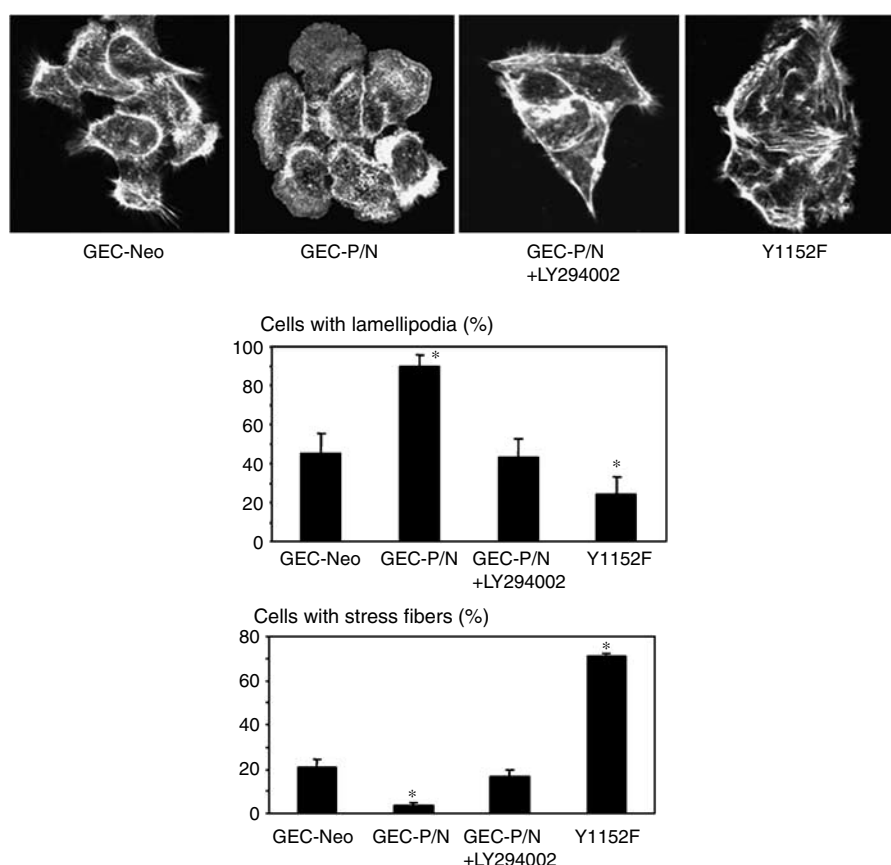 GEC-Neo GEC-P/N GEC-P/N Y1152F
+LY294002
Cells with lamellipodia (%)
100
80
60
40
20
0
*
*
GEC-Neo GEC-P/N GEC-P/N Y1152F
+LY294002
Cells with stress fibers (%)
80
60
40
20
0
*
*
GEC-Neo GEC-P/N GEC-P/N Y1152F
+LY294002